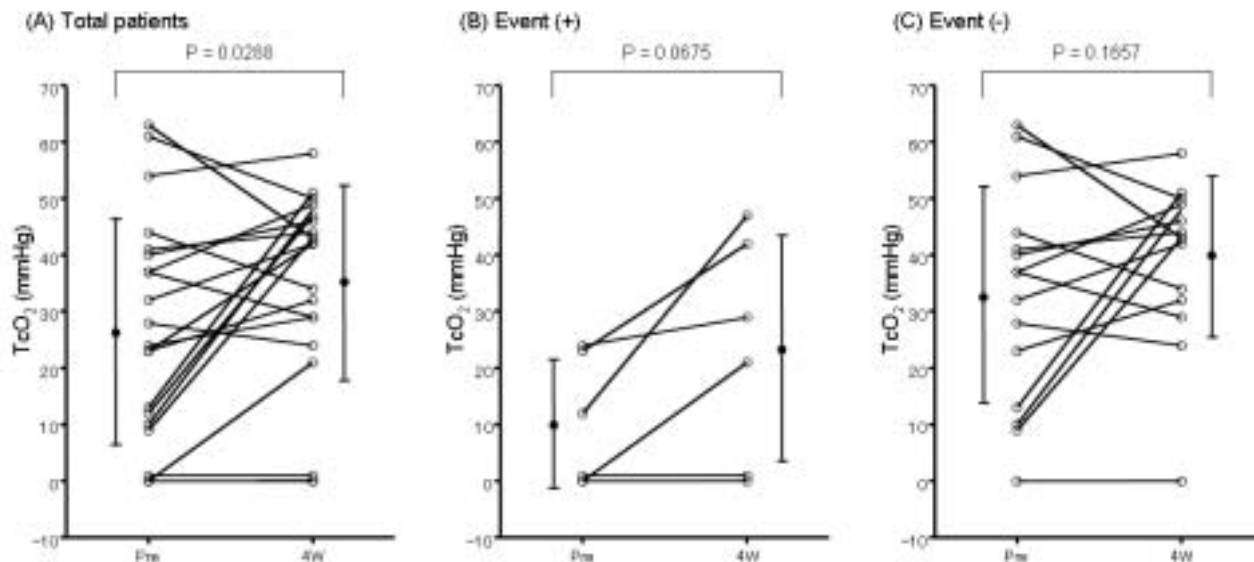 (A) Total patients
P = 0.0288
70
60
50
40
30
20
10
0
-10
TcO2 (mmHg)
Pre
4W
(B) Event (+)
P = 0.0675
70
60
50
40
30
20
10
0
-10
TcO2 (mmHg)
Pre
4W
(C) Event (-)
P = 0.1657
70
60
50
40
30
20
10
0
-10
TcO2 (mmHg)
Pre
4W